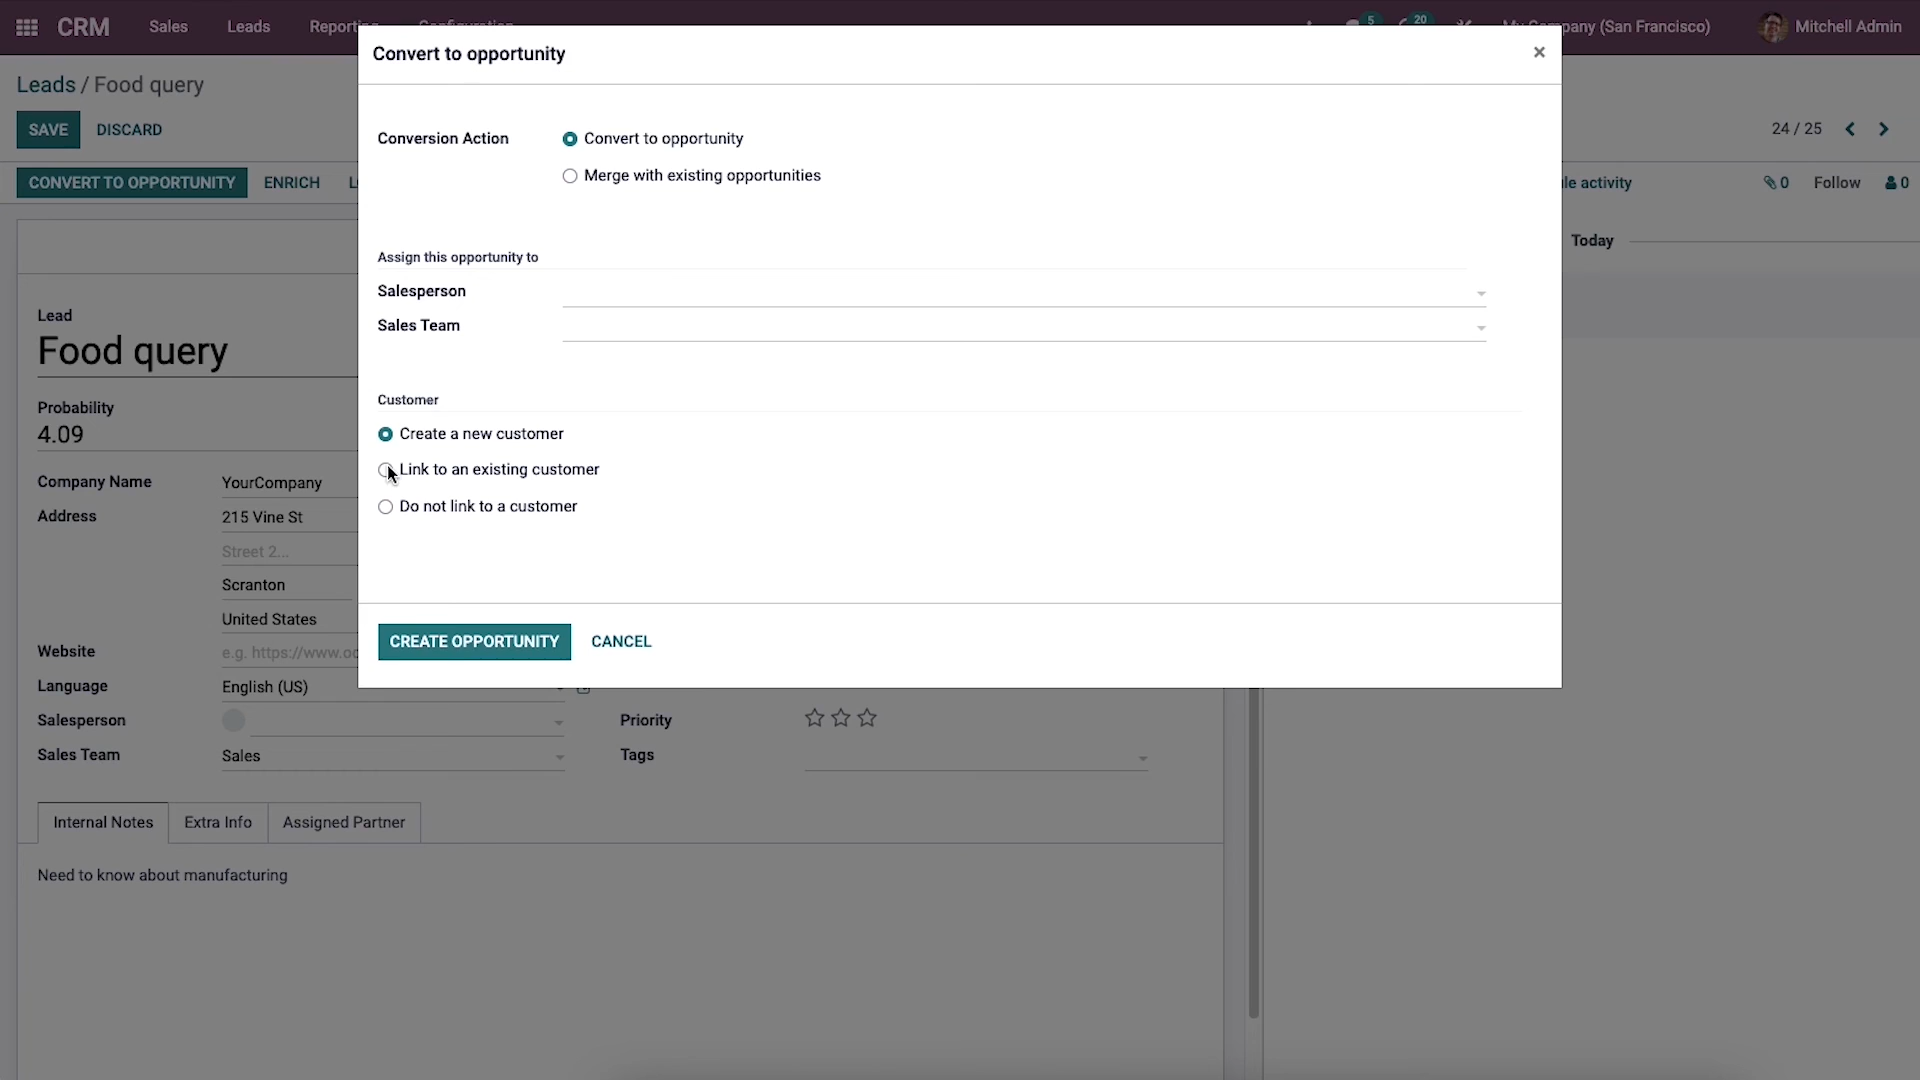 CRM
Sales
Leads
5
20
pany (San Francisco)
Mitchell Admin
Convert to opportunity
×
Leads / Food query
SAVE
DISCARD
24 / 25
CONVERT TO OPPORTUNITY
ENRICH
le activity
0
Follow
0
Today
Conversion Action
Convert to opportunity
Merge with existing opportunities
Assign this opportunity to
Salesperson
Sales Team
Customer
Create a new customer
Link to an existing customer
Do not link to a customer
CREATE OPPORTUNITY
CANCEL
Lead
Food query
Probability
4.09
Company Name
YourCompany
Address
215 Vine St
Street 2...
Scranton
United States
Website
e.g. https://www.oc
Language
English (US)
Salesperson
Priority
Sales Team
Sales
Tags
Internal Notes
Extra Info
Assigned Partner
Need to know about manufacturing